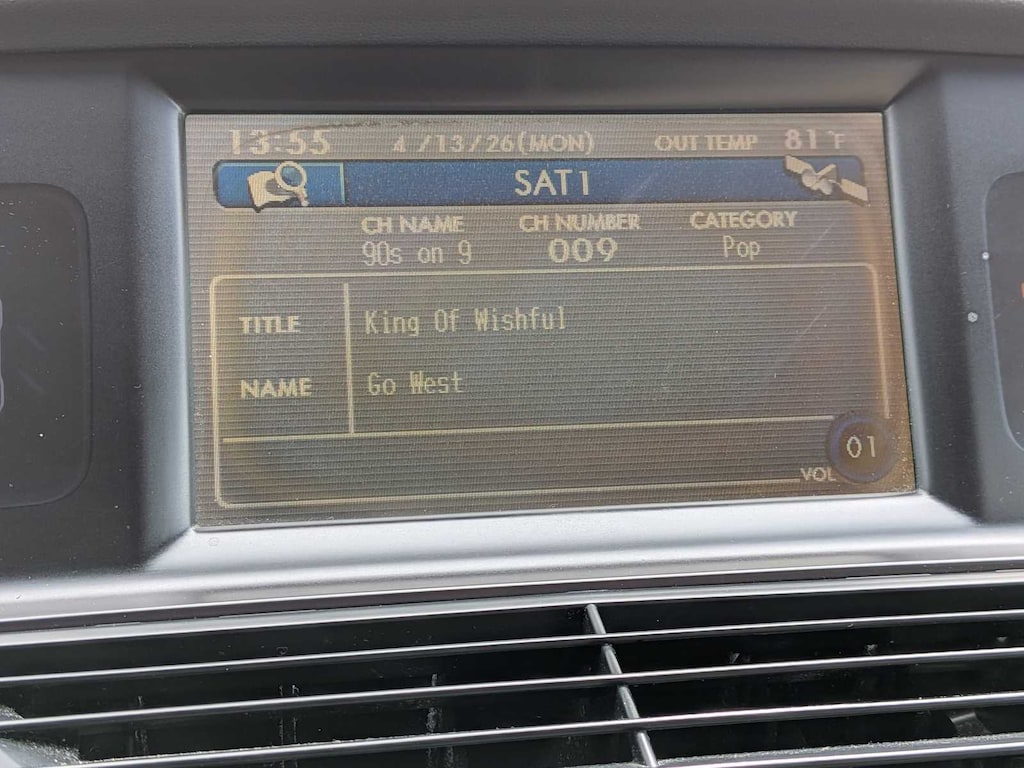 13:55 4/13/26(MON) OUT TEMP 81°F
SAT1
CH NAME CH NUMBER CATEGORY
90s on 9 009 Pop
TITLE King Of Wishful
NAME Go West
VOL 01